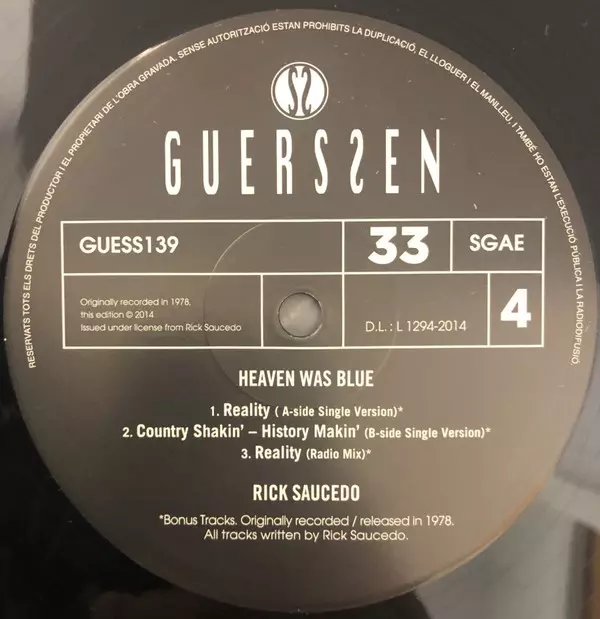 RESERVATS TOTS ELS DRETS DEL PRODUCTOR I EL PROPIETARI DE L'OBRA GRAVADA. SENSE AUTORITZACIÓ ESTAN PROHIBITS LA DUPLICACIÓ, EL LLOGUER I EL MANLLEU, I TAMBÉ HO ESTAN L'EXECUCIÓ PÚBLICA I LA RADIODIFUSIÓ.
GUERSSEN
GUESS139
33
SGAE
Originally recorded in 1978,
this edition © 2014
Issued under license from Rick Saucedo
D.L.: L 1294-2014
4
HEAVEN WAS BLUE
1. Reality ( A-side Single Version)*
2. Country Shakin' – History Makin' (B-side Single Version)*
3. Reality (Radio Mix)*
RICK SAUCEDO
*Bonus Tracks. Originally recorded / released in 1978.
All tracks written by Rick Saucedo.